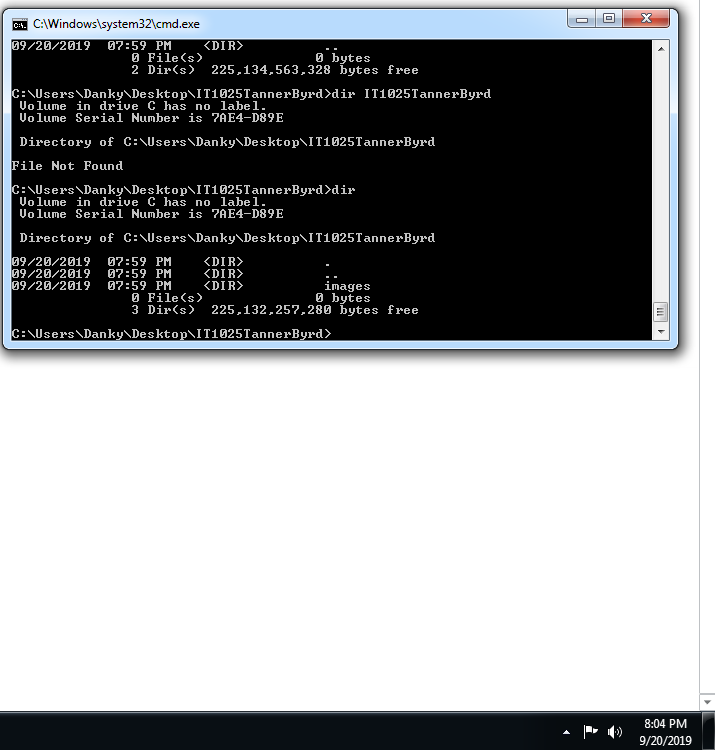 C:\Windows\system32\cmd.exe
09/20/2019  07:59 PM    <DIR>          ..
               0 File(s)              0 bytes
               2 Dir(s)  225,134,563,328 bytes free
C:\Users\Danky\Desktop\IT1025TannerByrd>dir IT1025TannerByrd
 Volume in drive C has no label.
 Volume Serial Number is 7AE4-D89E
 Directory of C:\Users\Danky\Desktop\IT1025TannerByrd
File Not Found
C:\Users\Danky\Desktop\IT1025TannerByrd>dir
 Volume in drive C has no label.
 Volume Serial Number is 7AE4-D89E
 Directory of C:\Users\Danky\Desktop\IT1025TannerByrd
09/20/2019  07:59 PM    <DIR>          .
09/20/2019  07:59 PM    <DIR>          ..
09/20/2019  07:59 PM    <DIR>          images
               0 File(s)              0 bytes
               3 Dir(s)  225,132,257,280 bytes free
C:\Users\Danky\Desktop\IT1025TannerByrd>
8:04 PM
9/20/2019